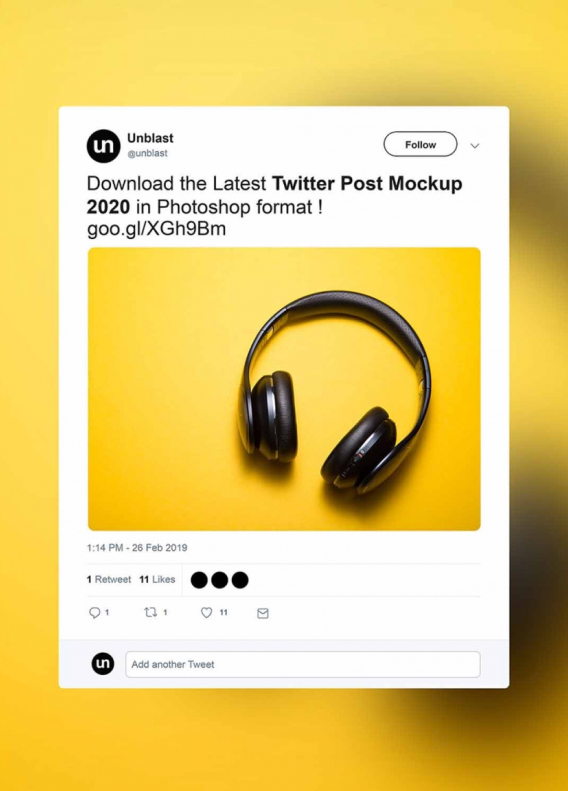 un
Unblast
@unblast
Follow
Download the Latest Twitter Post Mockup
2020 in Photoshop format !
goo.gl/XGh9Bm
1:14 PM - 26 Feb 2019
1 Retweet 11 Likes
1 1 11
un
Add another Tweet